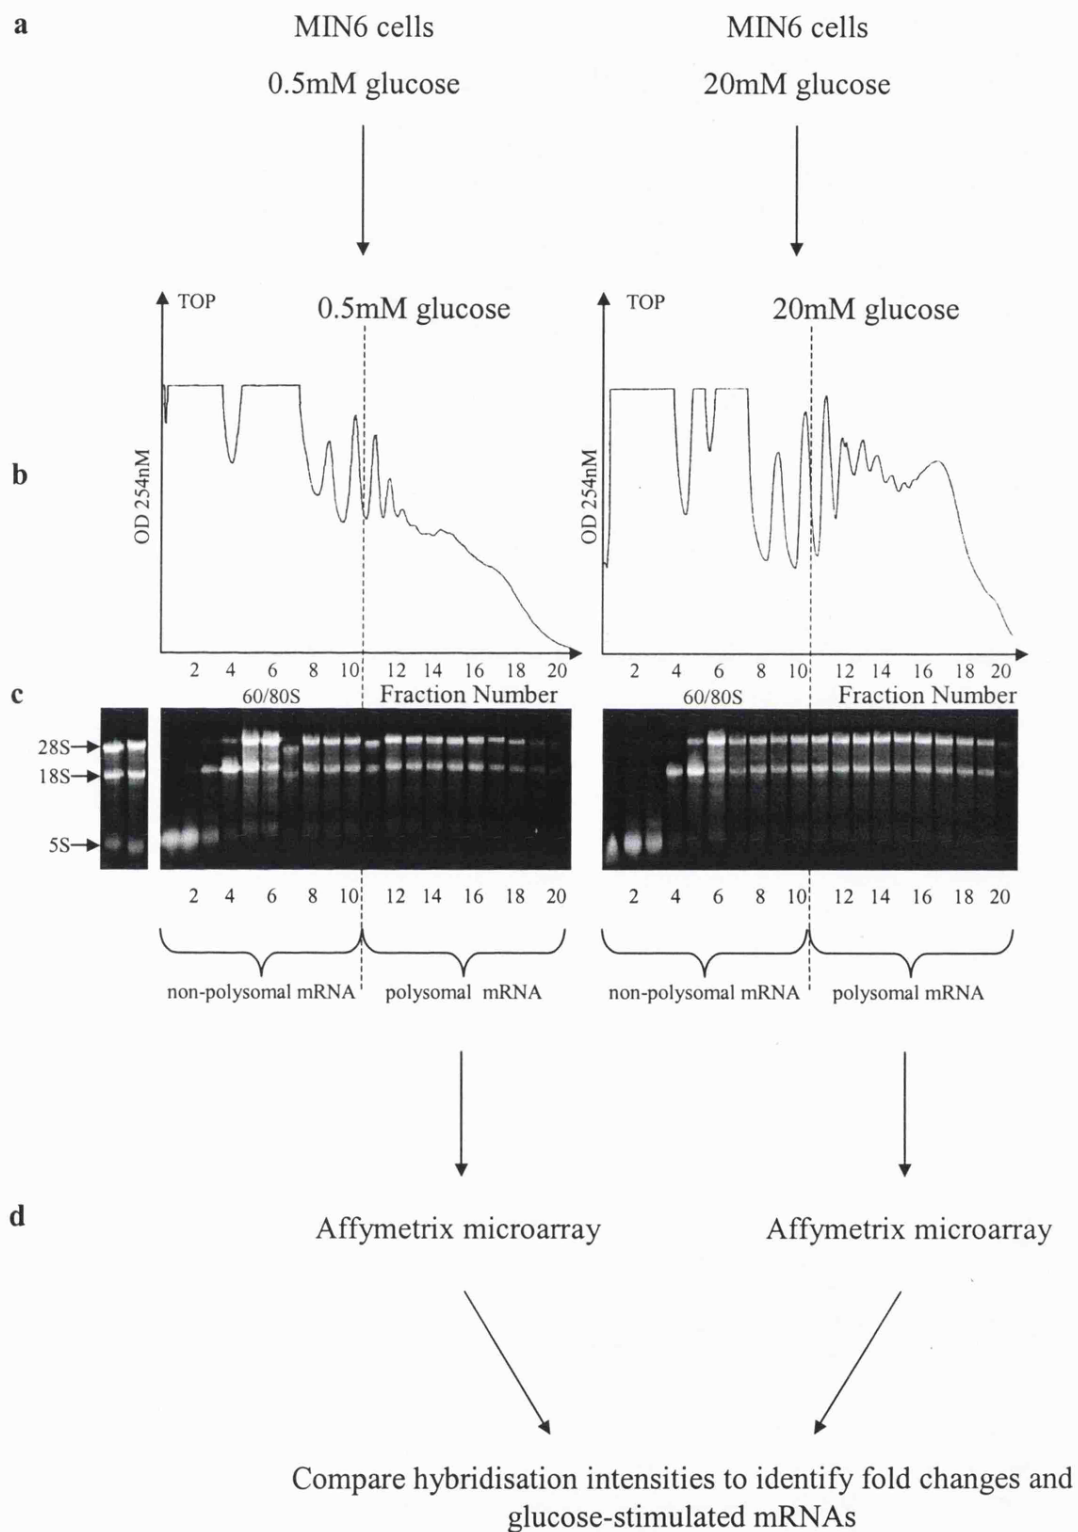 a
MIN6 cells
MIN6 cells
0.5mM glucose
20mM glucose
TOP
0.5mM glucose
TOP
20mM glucose
b
OD 254nM
OD 254nM
2 4 6 8 10 12 14 16 18 20
2 4 6 8 10 12 14 16 18 20
c
60/80S
Fraction Number
60/80S
Fraction Number
28S
18S
5S
2 4 6 8 10 12 14 16 18 20
2 4 6 8 10 12 14 16 18 20
non-polysomal mRNA
polysomal mRNA
non-polysomal mRNA
polysomal mRNA
d
Affymetrix microarray
Affymetrix microarray
Compare hybridisation intensities to identify fold changes and
glucose-stimulated mRNAs